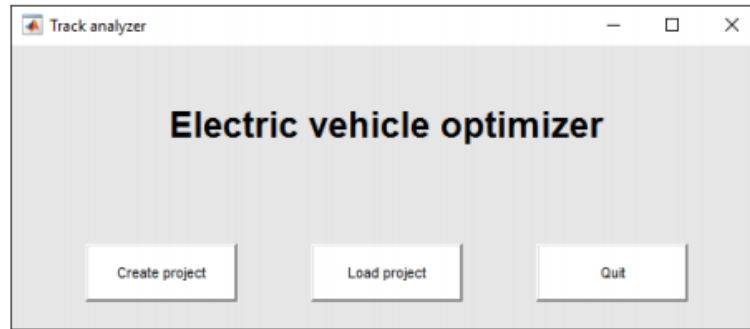 Track analyzer
Electric vehicle optimizer
Create project Load project Quit